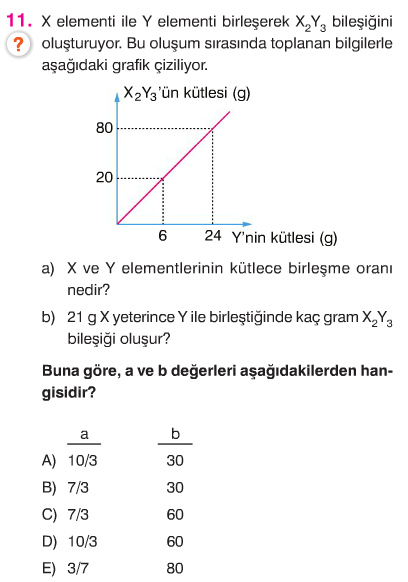 11. X elementi ile Y elementi birleşerek X₂Y₃ bileşiğini
? oluşturuyor. Bu oluşum sırasında toplanan bilgilerle
aşağıdaki grafik çiziliyor.
X₂Y₃'ün kütlesi (g)
80
20
6 24 Y'nin kütlesi (g)
a) X ve Y elementlerinin kütlece birleşme oranı
nedir?
b) 21 g X yeterince Y ile birleştiğinde kaç gram X₂Y₃
bileşiği oluşur?
Buna göre, a ve b değerleri aşağıdakilerden han-
gisidir?
a b
A) 10/3 30
B) 7/3 30
C) 7/3 60
D) 10/3 60
E) 3/7 80